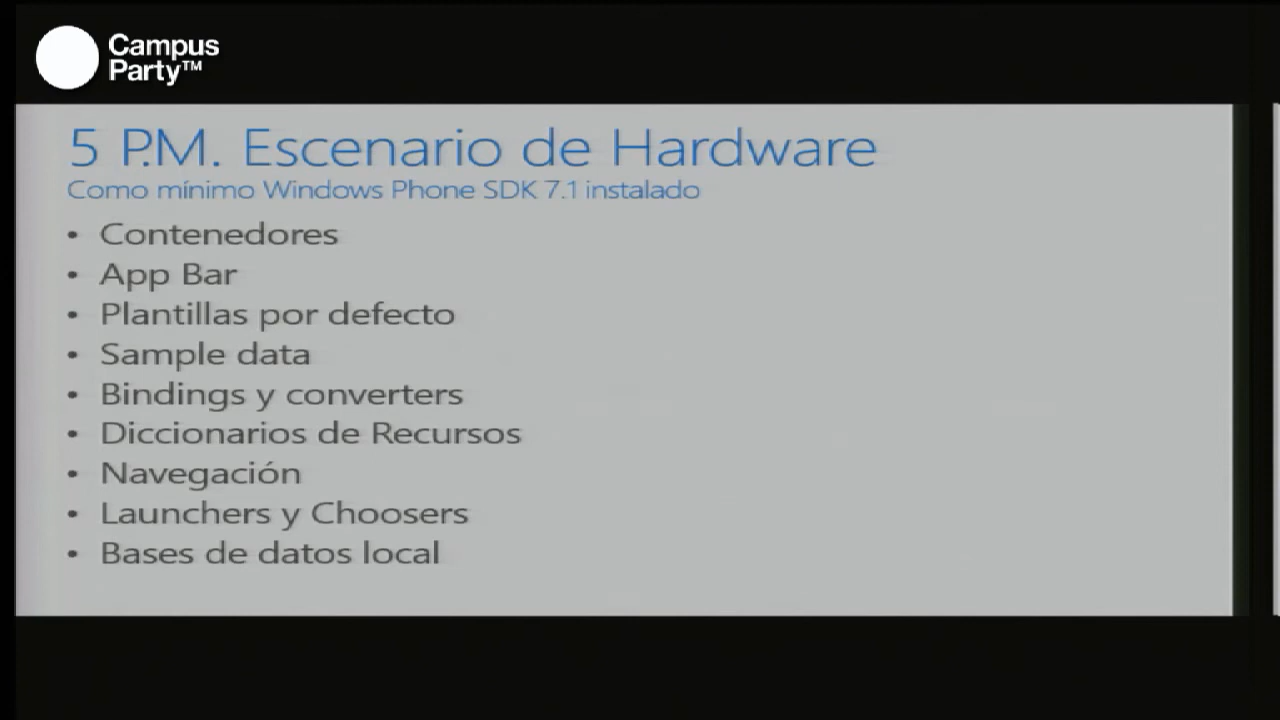 Campus
Party™
5 P.M. Escenario de Hardware
Como mínimo Windows Phone SDK 7.1 instalado
• Contenedores
• App Bar
• Plantillas por defecto
• Sample data
• Bindings y converters
• Diccionarios de Recursos
• Navegación
• Launchers y Choosers
• Bases de datos local